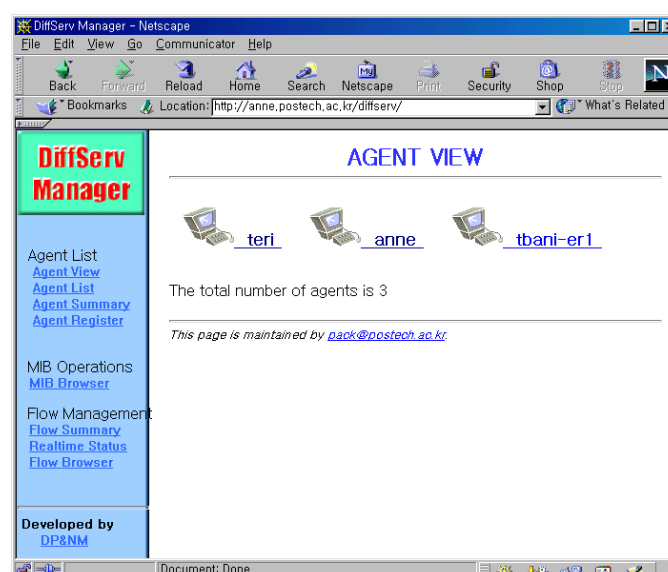 DiffServ Manager - Netscape
File Edit View Go Communicator Help
Back Forward Reload Home Search Netscape Print Security Shop Stop
My
N
Bookmarks Location: http://anne.postech.ac.kr/diffserv/ What's Related
DiffServ
Manager
Agent List
Agent View
Agent List
Agent Summary
Agent Register
MIB Operations
MIB Browser
Flow Management
Flow Summary
Realtime Status
Flow Browser
Developed by
DP&NM
AGENT VIEW
teri anne tbani-er1
The total number of agents is 3
This page is maintained by pack@postech.ac.kr.
Document: Done